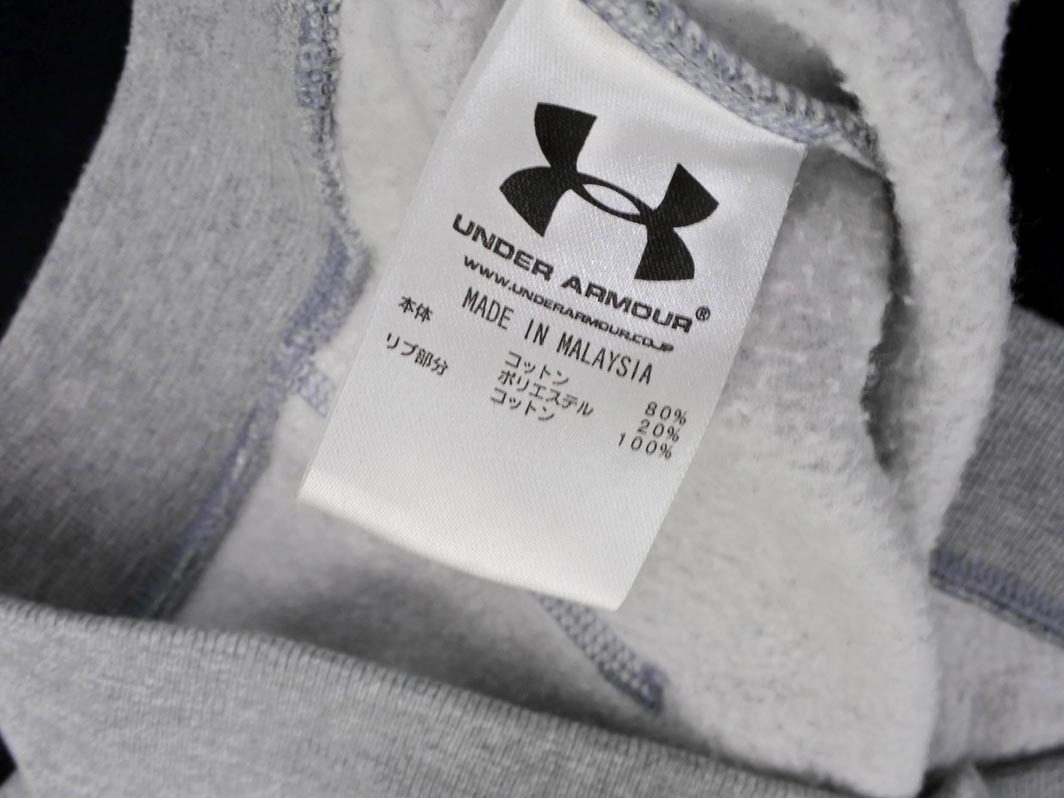 UNDER ARMOUR®
WWW.UNDERARMOUR.CO.JP
MADE IN MALAYSIA
本体 コットン 80%
ポリエステル 20%
リブ部分 コットン 100%